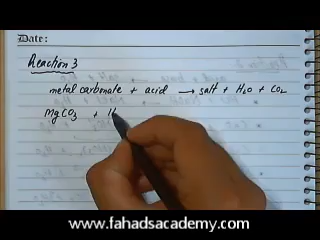 Date:
Reaction 3
metal carbonate + acid → salt + H₂O + CO₂
MgCO₃ + H
www.fahadsacademy.com